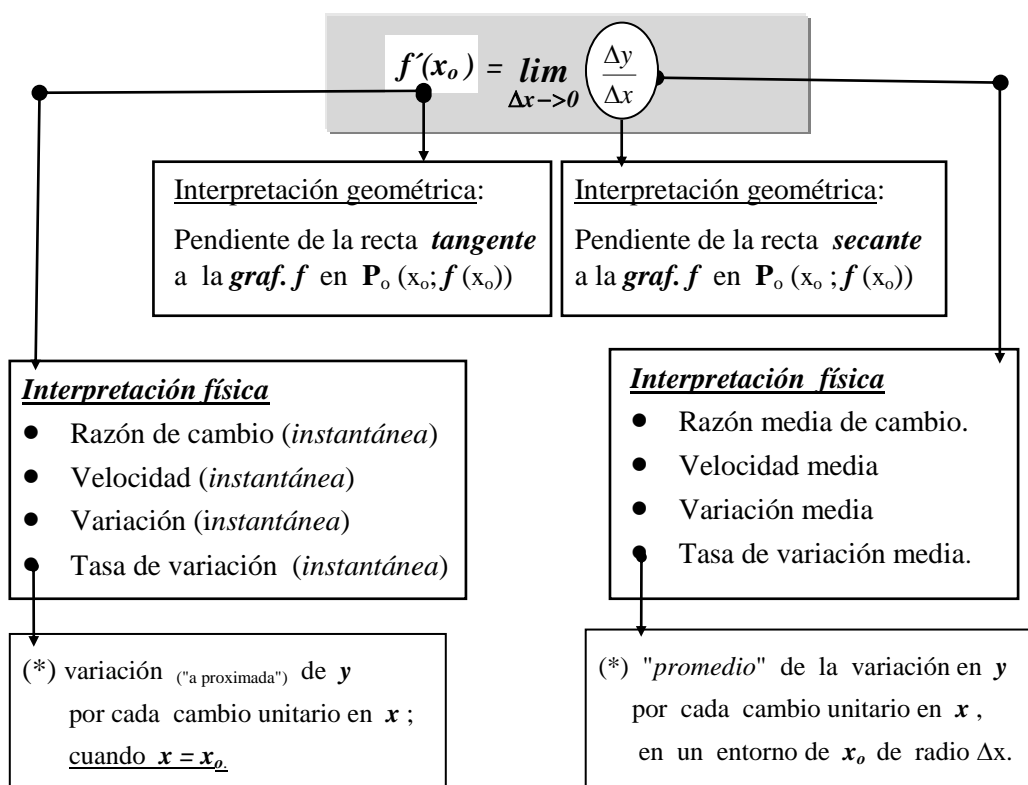 f´(xₒ) = lim Δy/Δx
Δx–>0
Interpretación geométrica:
Pendiente de la recta tangente
a la graf. f en Pₒ (xₒ; f (xₒ))
Interpretación geométrica:
Pendiente de la recta secante
a la graf. f en Pₒ (xₒ ; f (xₒ))
Interpretación física
● Razón de cambio (instantánea)
● Velocidad (instantánea)
● Variación (instantánea)
● Tasa de variación (instantánea)
Interpretación física
● Razón media de cambio.
● Velocidad media
● Variación media
● Tasa de variación media.
(*) variación ("a proximada") de y
por cada cambio unitario en x ;
cuando x = xₒ.
(*) "promedio" de la variación en y
por cada cambio unitario en x ,
en un entorno de xₒ de radio Δx.